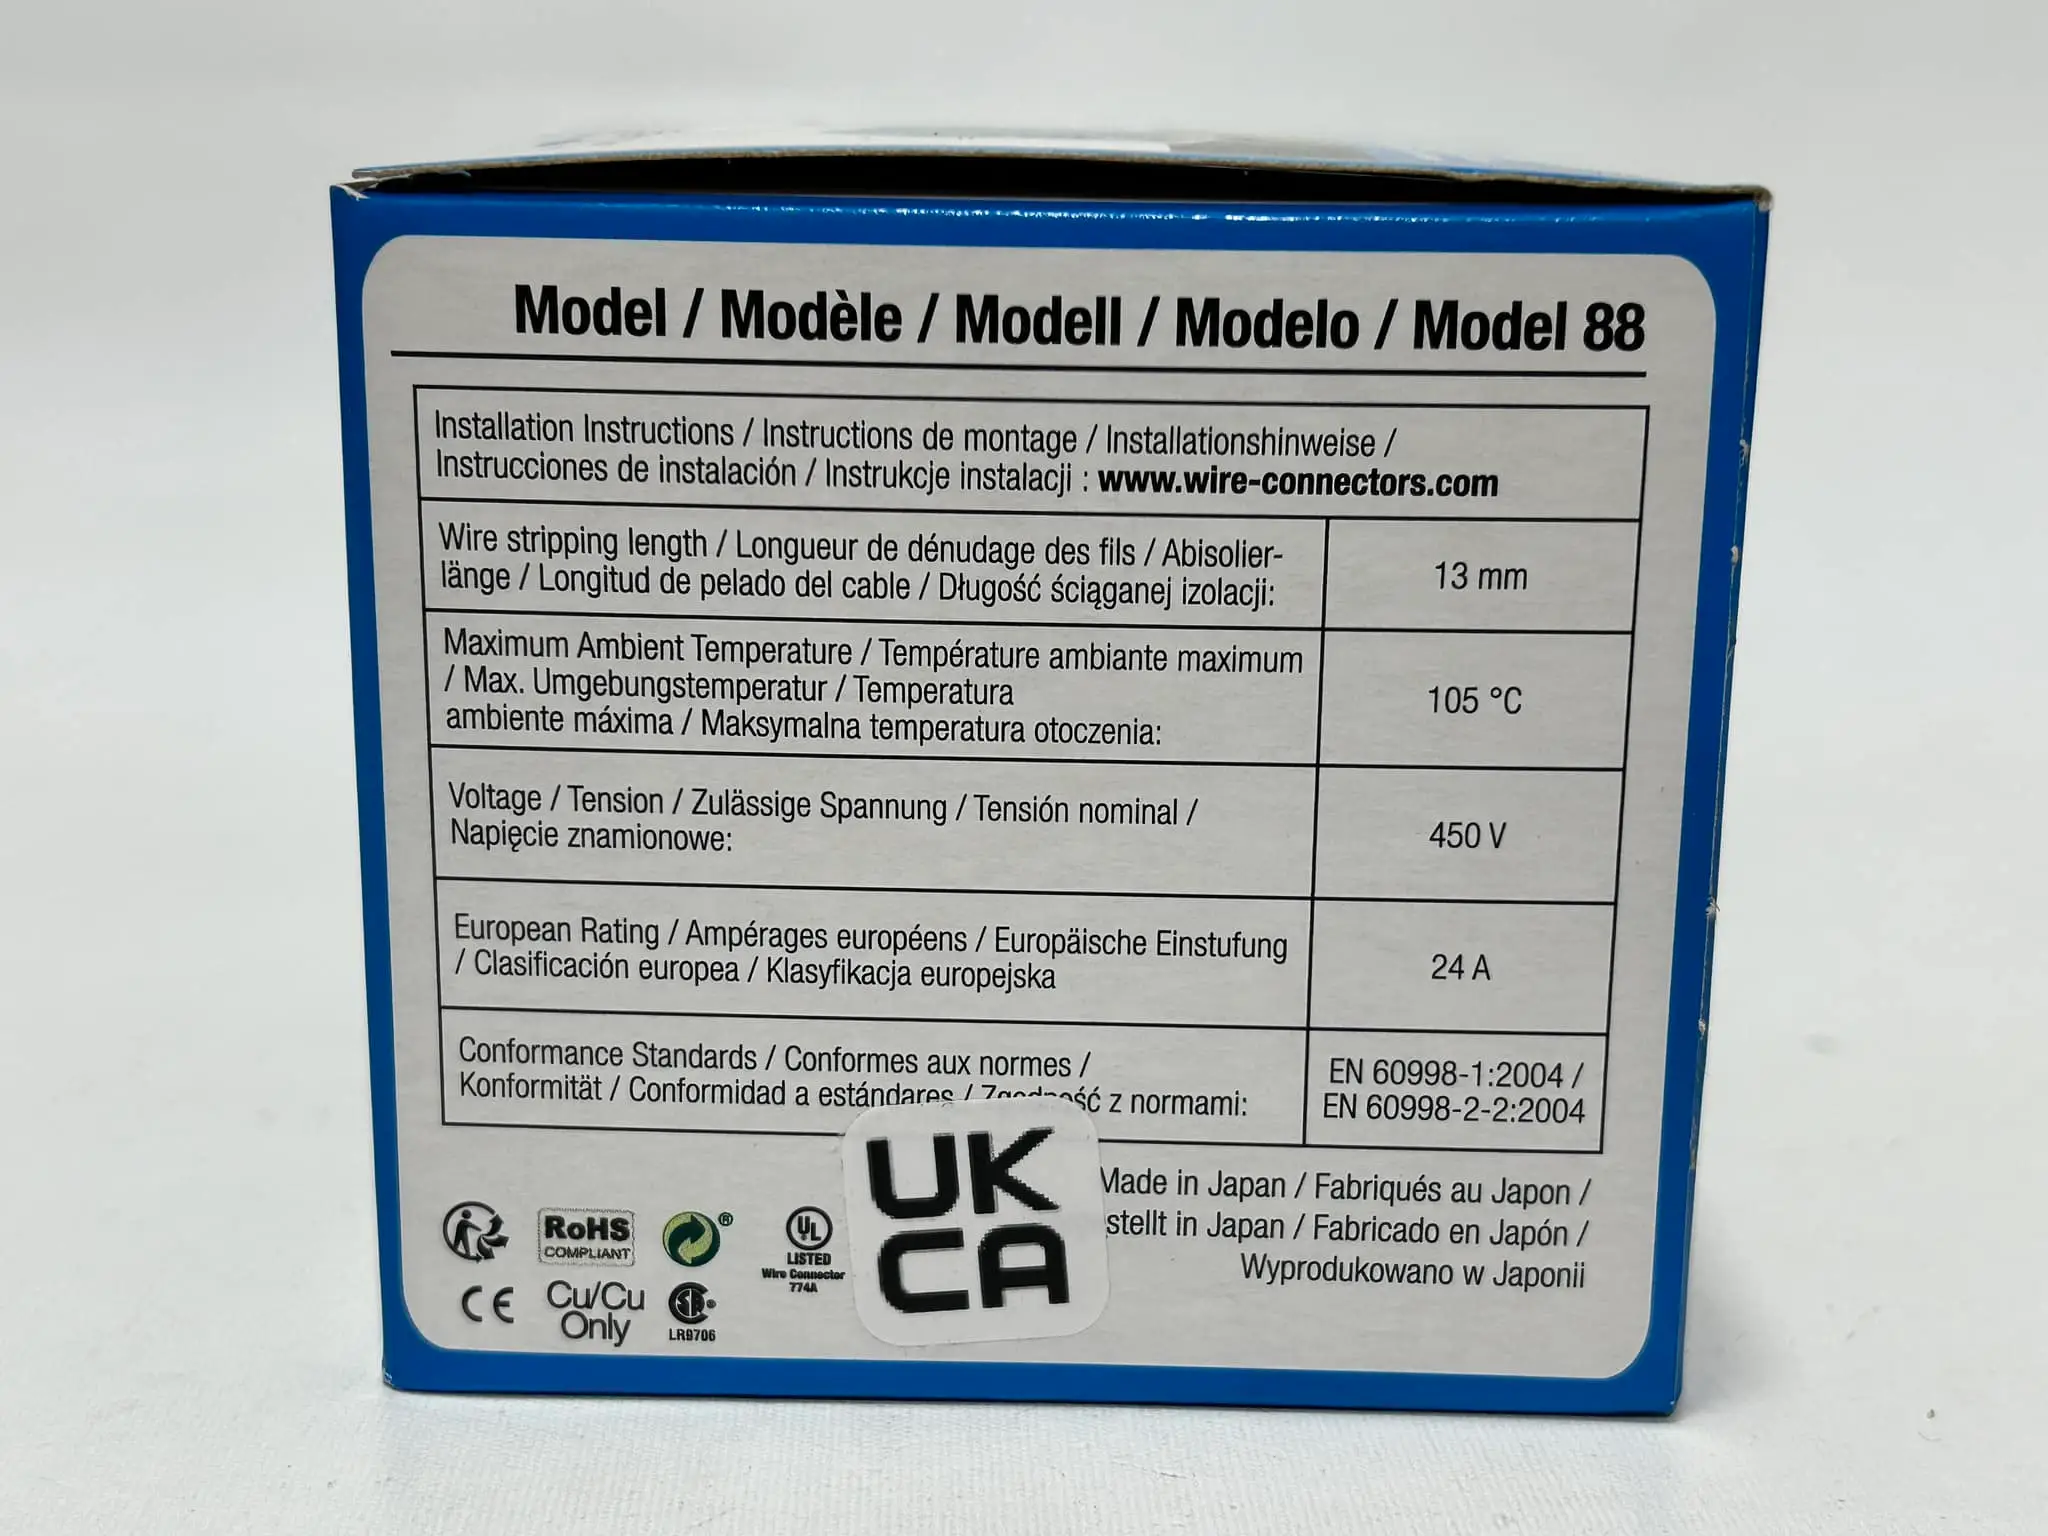 Model / Modèle / Modell / Modelo / Model 88
Installation Instructions / Instructions de montage / Installationshinweise /
Instrucciones de instalación / Instrukcje instalacji : www.wire-connectors.com
Wire stripping length / Longueur de dénudage des fils / Abisolier-
länge / Longitud de pelado del cable / Długość ściąganej izolacji:
13 mm
Maximum Ambient Temperature / Température ambiante maximum
/ Max. Umgebungstemperatur / Temperatura
ambiente máxima / Maksymalna temperatura otoczenia:
105 °C
Voltage / Tension / Zulässige Spannung / Tensión nominal /
Napięcie znamionowe:
450 V
European Rating / Ampérages européens / Europäische Einstufung
/ Clasificación europea / Klasyfikacja europejska
24 A
Conformance Standards / Conformes aux normes /
Konformität / Conformidad a estándares / z normami:
EN 60998-1:2004 /
EN 60998-2-2:2004
Made in Japan / Fabriqués au Japon /
stellt in Japan / Fabricado en Japón /
Wyprodukowano w Japonii
RoHS
COMPLIANT
®
UL
LISTED
Wire Connector
774A
CE
Cu/Cu
Only
SA
LR9706
UK
CA